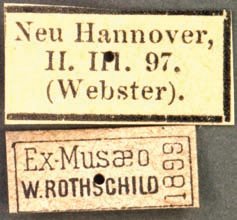 Neu Hannover,
II. III. 97.
(Webster).
Ex-Musæo
W. ROTHSCHILD
1899